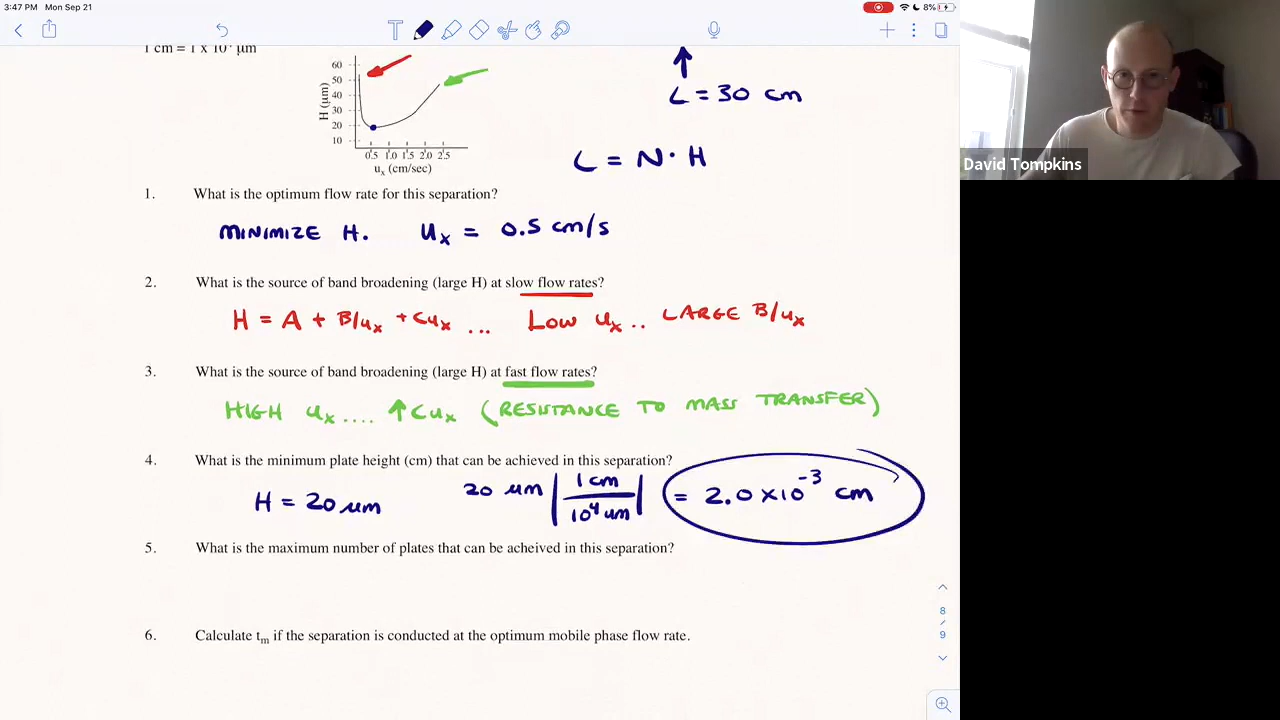 3:47 PM Mon Sep 21
8%
T
1 cm = 1 x 10⁴ µm
60
50
40
30
20
10
H (µm)
0.5 1.0 1.5 2.0 2.5
uₓ (cm/sec)
L = 30 cm
L = N · H
David Tompkins
1. What is the optimum flow rate for this separation?
MINIMIZE H. uₓ = 0.5 cm/s
2. What is the source of band broadening (large H) at slow flow rates?
H = A + B/uₓ + Cuₓ ... LOW uₓ .. LARGE B/uₓ
3. What is the source of band broadening (large H) at fast flow rates?
HIGH uₓ .... ↑Cuₓ (RESISTANCE TO MASS TRANSFER)
4. What is the minimum plate height (cm) that can be achieved in this separation?
H = 20 µm 20 µm | 1 cm / 10⁴ µm | = 2.0 × 10⁻³ cm
5. What is the maximum number of plates that can be acheived in this separation?
8
/
9
6. Calculate tₘ if the separation is conducted at the optimum mobile phase flow rate.